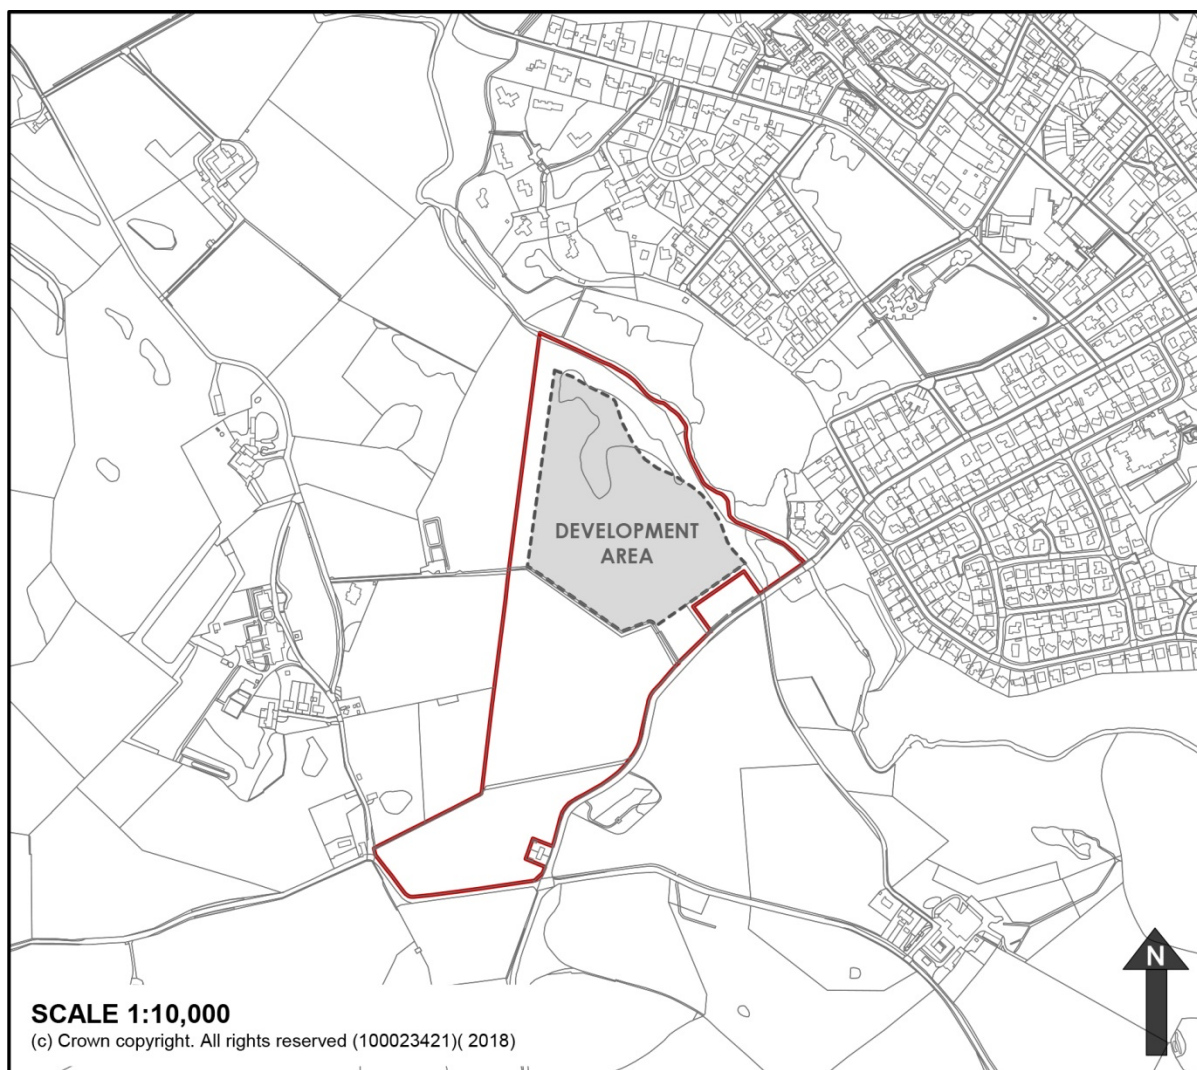 DEVELOPMENT
AREA
N
SCALE 1:10,000
(c) Crown copyright. All rights reserved (100023421)( 2018)